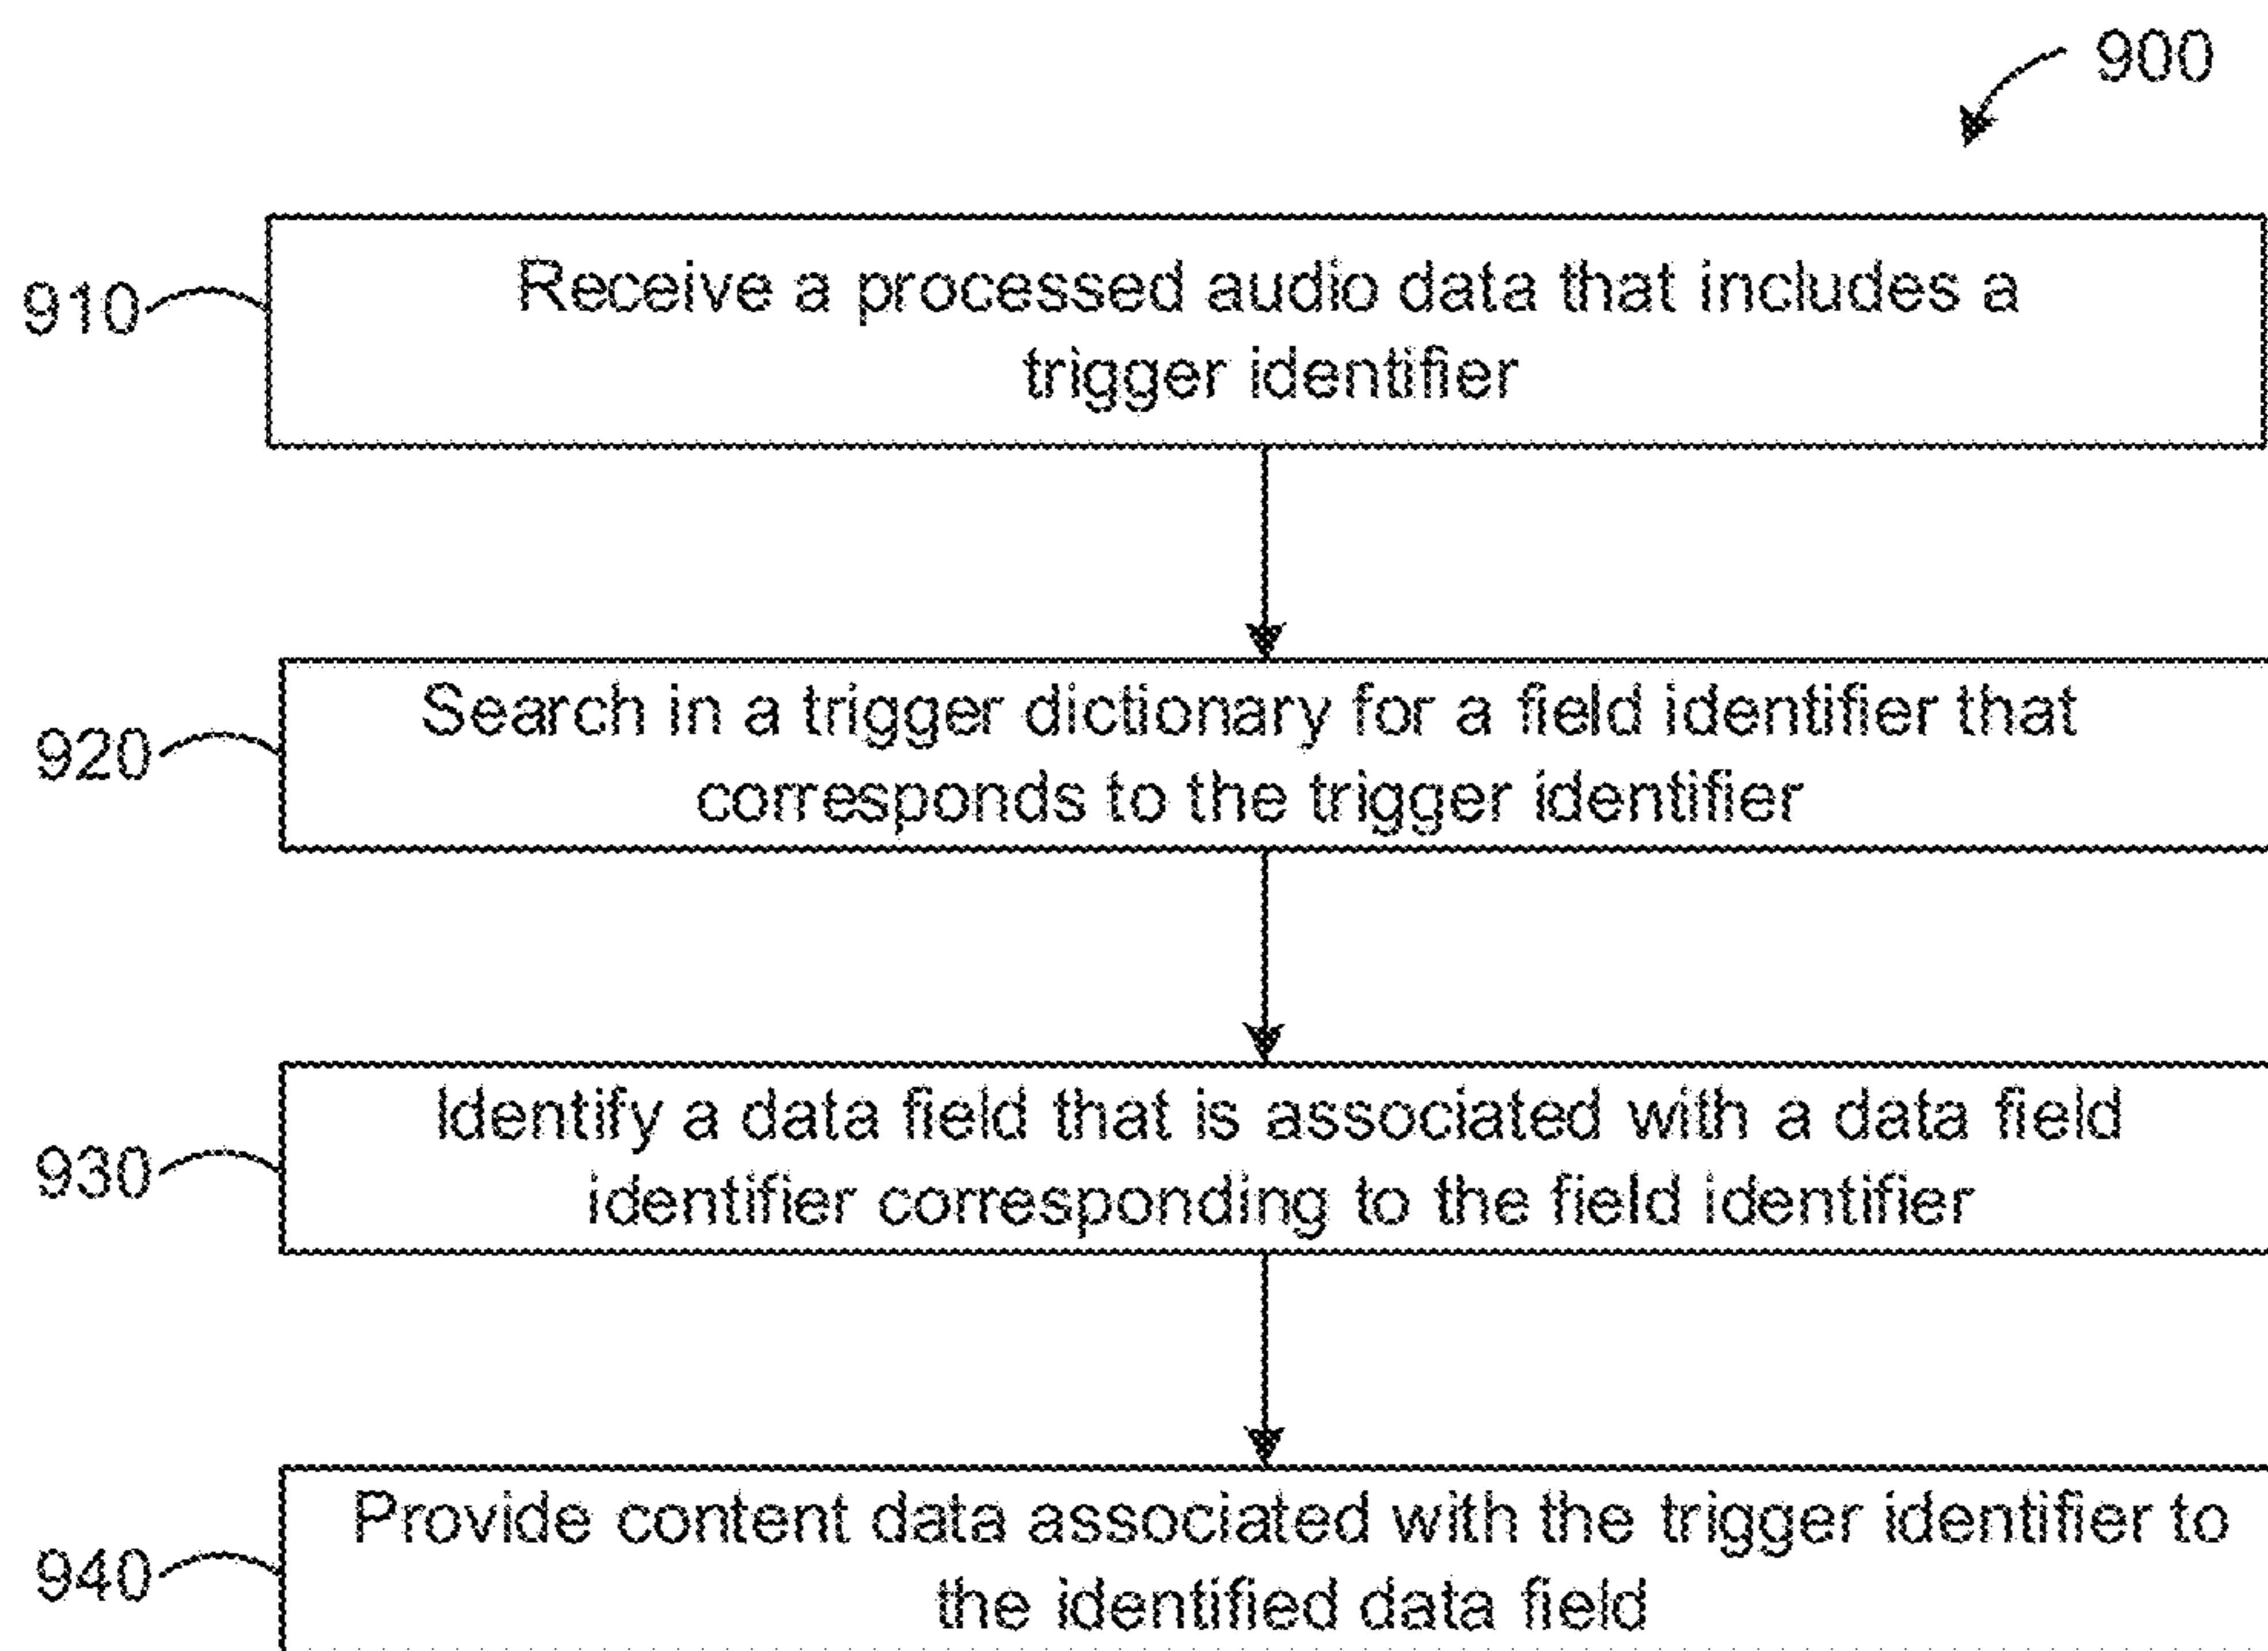 900
910
Receive a processed audio data that includes a
trigger identifier
920
Search in a trigger dictionary for a field identifier that
corresponds to the trigger identifier
930
Identify a data field that is associated with a data field
identifier corresponding to the field identifier
940
Provide content data associated with the trigger identifier to
the identified data field